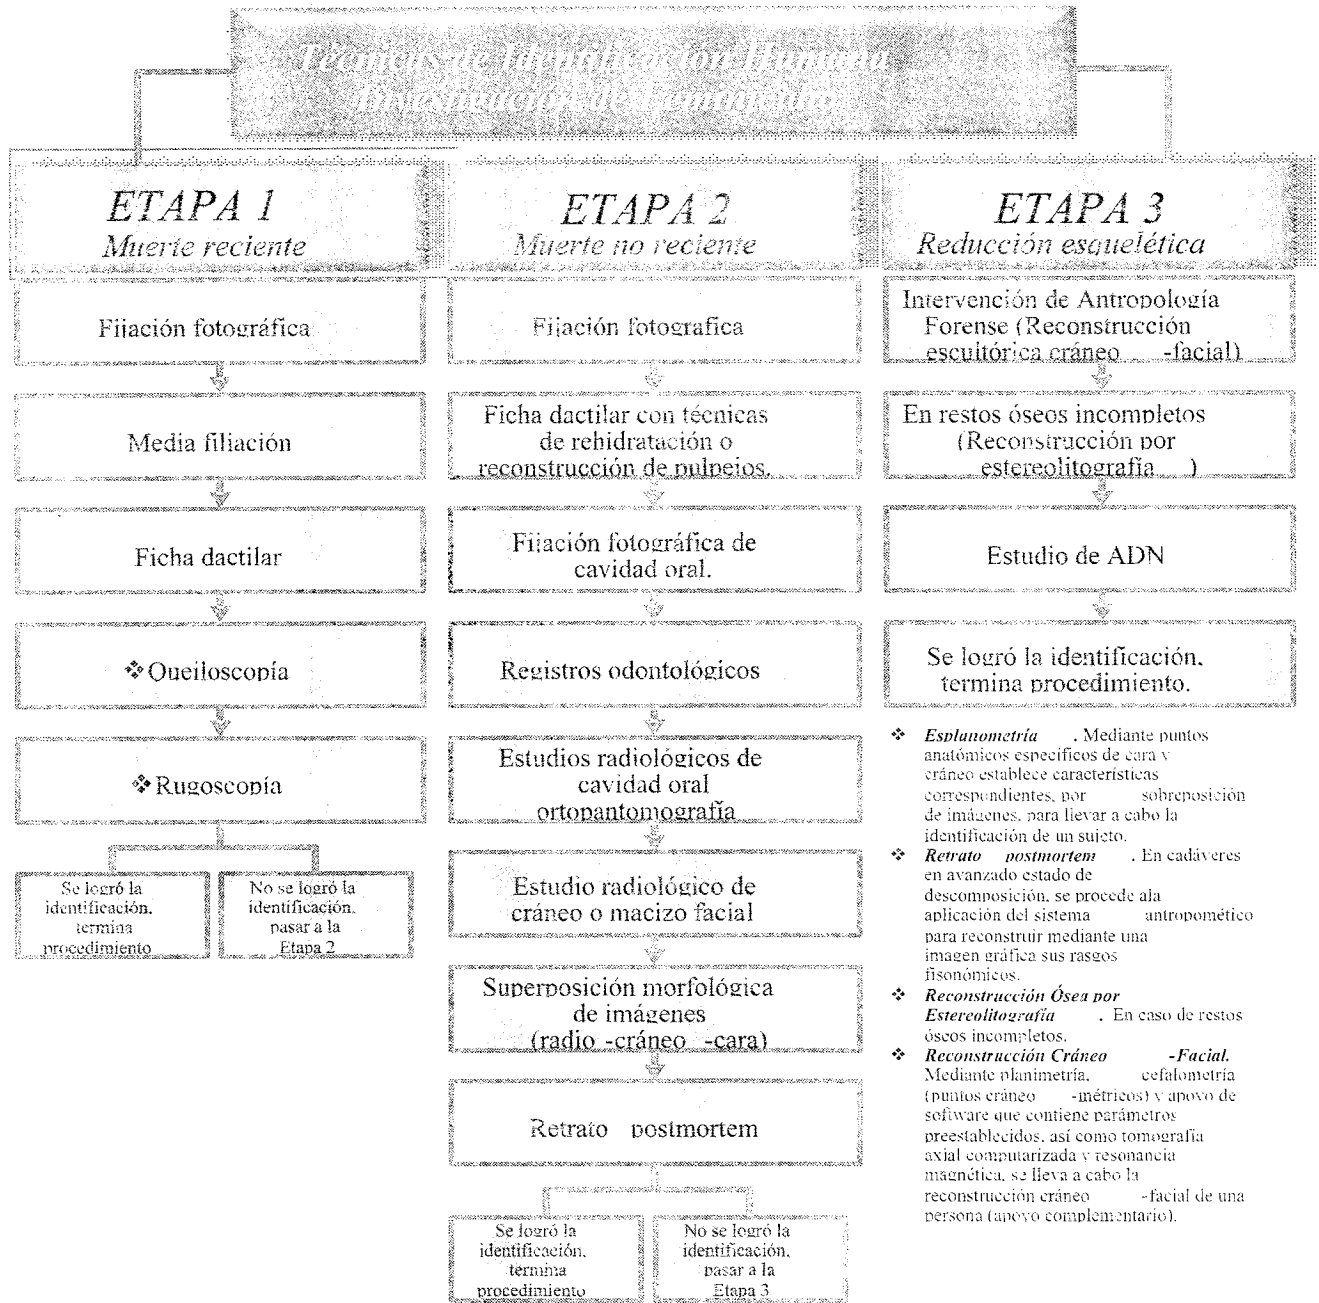 Técnicas de Identificación Humana
Investigación de Feminicidio
ETAPA 1
Muerte reciente
Fijación fotográfica
Media filiación
Ficha dactilar
❖ Queiloscopía
❖ Rugoscopía
Se logró la
identificación,
termina
procedimiento
No se logró la
identificación,
pasar a la
Etapa 2
ETAPA 2
Muerte no reciente
Fijación fotografica
Ficha dactilar con técnicas
de rehidratación o
reconstrucción de pulpejos.
Fijación fotográfica de
cavidad oral.
Registros odontológicos
Estudios radiológicos de
cavidad oral
ortopantomografía
Estudio radiológico de
cráneo o macizo facial
Superposición morfológica
de imágenes
(radio -cráneo -cara)
Retrato postmortem
Se logró la
identificación,
termina
procedimiento
No se logró la
identificación,
pasar a la
Etapa 3
ETAPA 3
Reducción esquelética
Intervención de Antropología
Forense (Reconstrucción
escultórica cráneo -facial)
En restos óseos incompletos
(Reconstrucción por
estereolitografía )
Estudio de ADN
Se logró la identificación,
termina procedimiento.
❖ Esplanometría . Mediante puntos
anatómicos específicos de cara y
cráneo establece características
correspondientes, por sobreposición
de imágenes, para llevar a cabo la
identificación de un sujeto.
❖ Retrato postmortem . En cadáveres
en avanzado estado de
descomposición, se procede ala
aplicación del sistema antropomético
para reconstruir mediante una
imagen gráfica sus rasgos
fisonómicos.
❖ Reconstrucción Ósea por
Estereolitografía . En caso de restos
óseos incompletos.
❖ Reconstrucción Cráneo -Facial.
Mediante planimetría, cefalometría
(puntos cráneo -métricos) y apoyo de
software que contiene parámetros
preestablecidos, así como tomografía
axial computarizada y resonancia
magnética, se lleva a cabo la
reconstrucción cráneo -facial de una
persona (apoyo complementario).